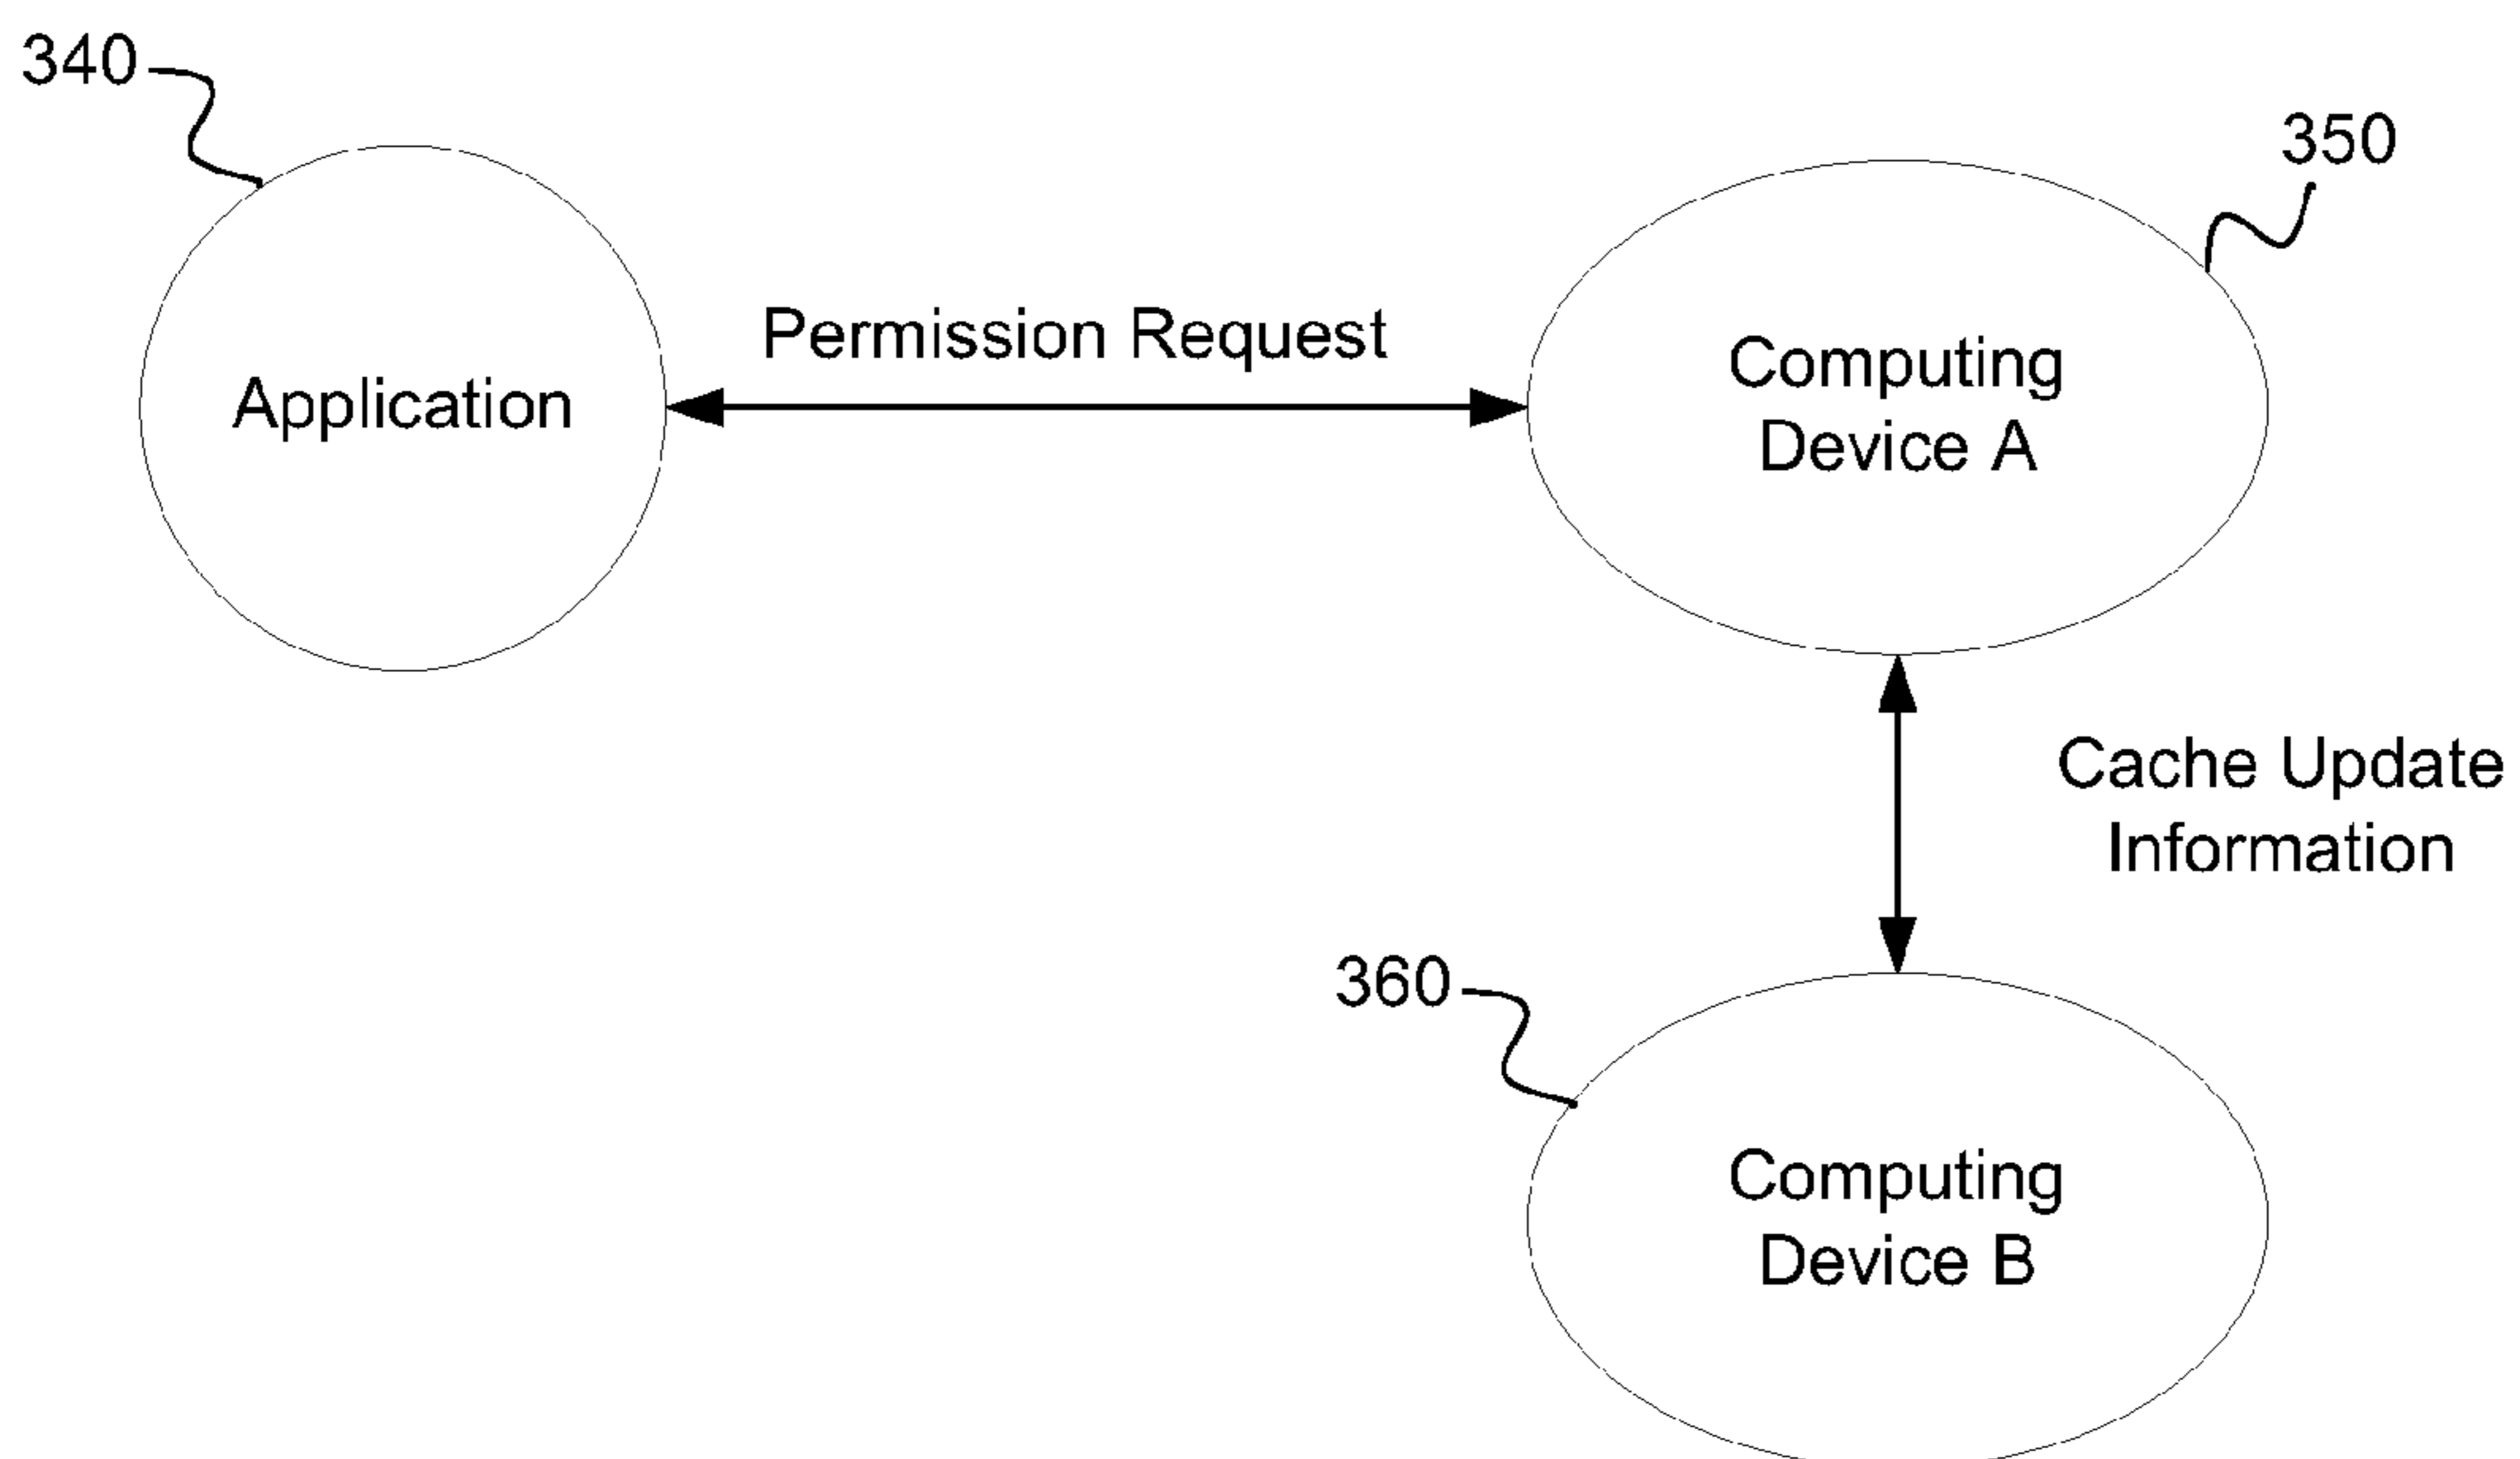 340
350
Permission Request
Application
Computing
Device A
Cache Update
Information
360
Computing
Device B